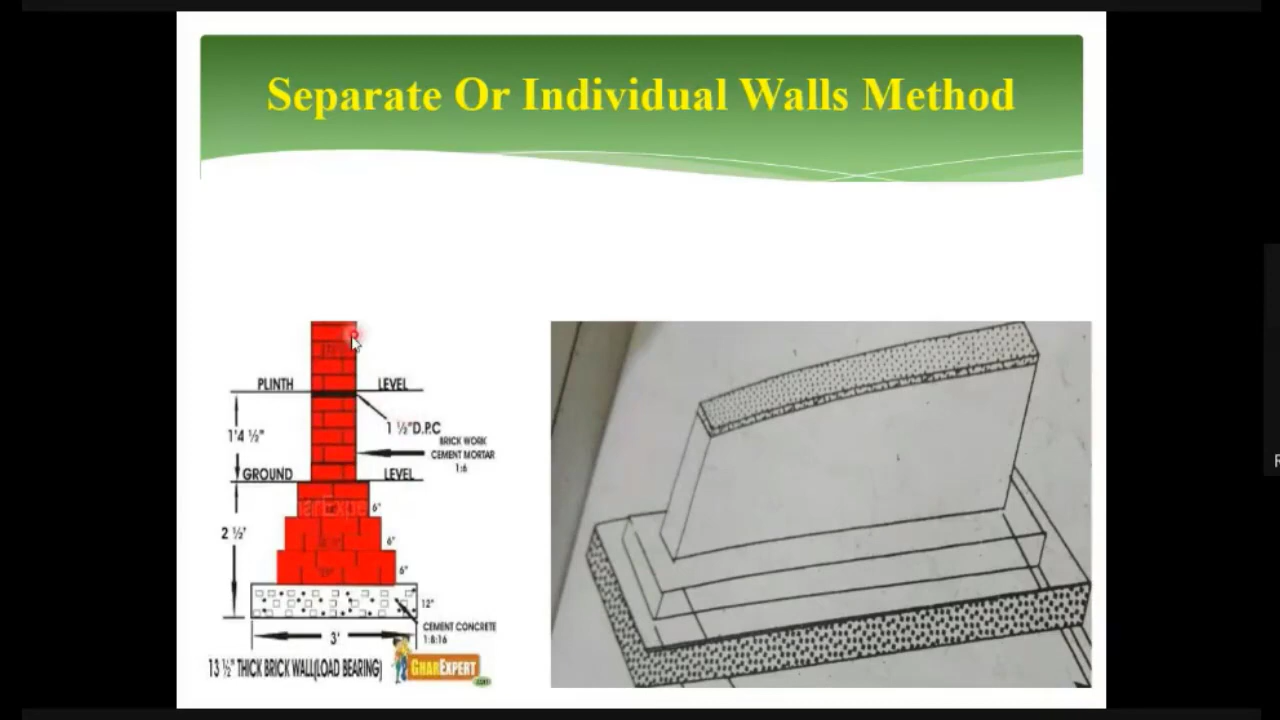 Separate Or Individual Walls Method
PLINTH LEVEL
1'4 ½"
1 ½"D.P.C
BRICK WORK
CEMENT MORTAR
1:6
GROUND LEVEL
6"
2 ½'
6"
6"
12"
CEMENT CONCRETE
1:8:16
3'
13 ½" THICK BRICK WALL(LOAD BEARING)
GHAREXPERT
.com
R